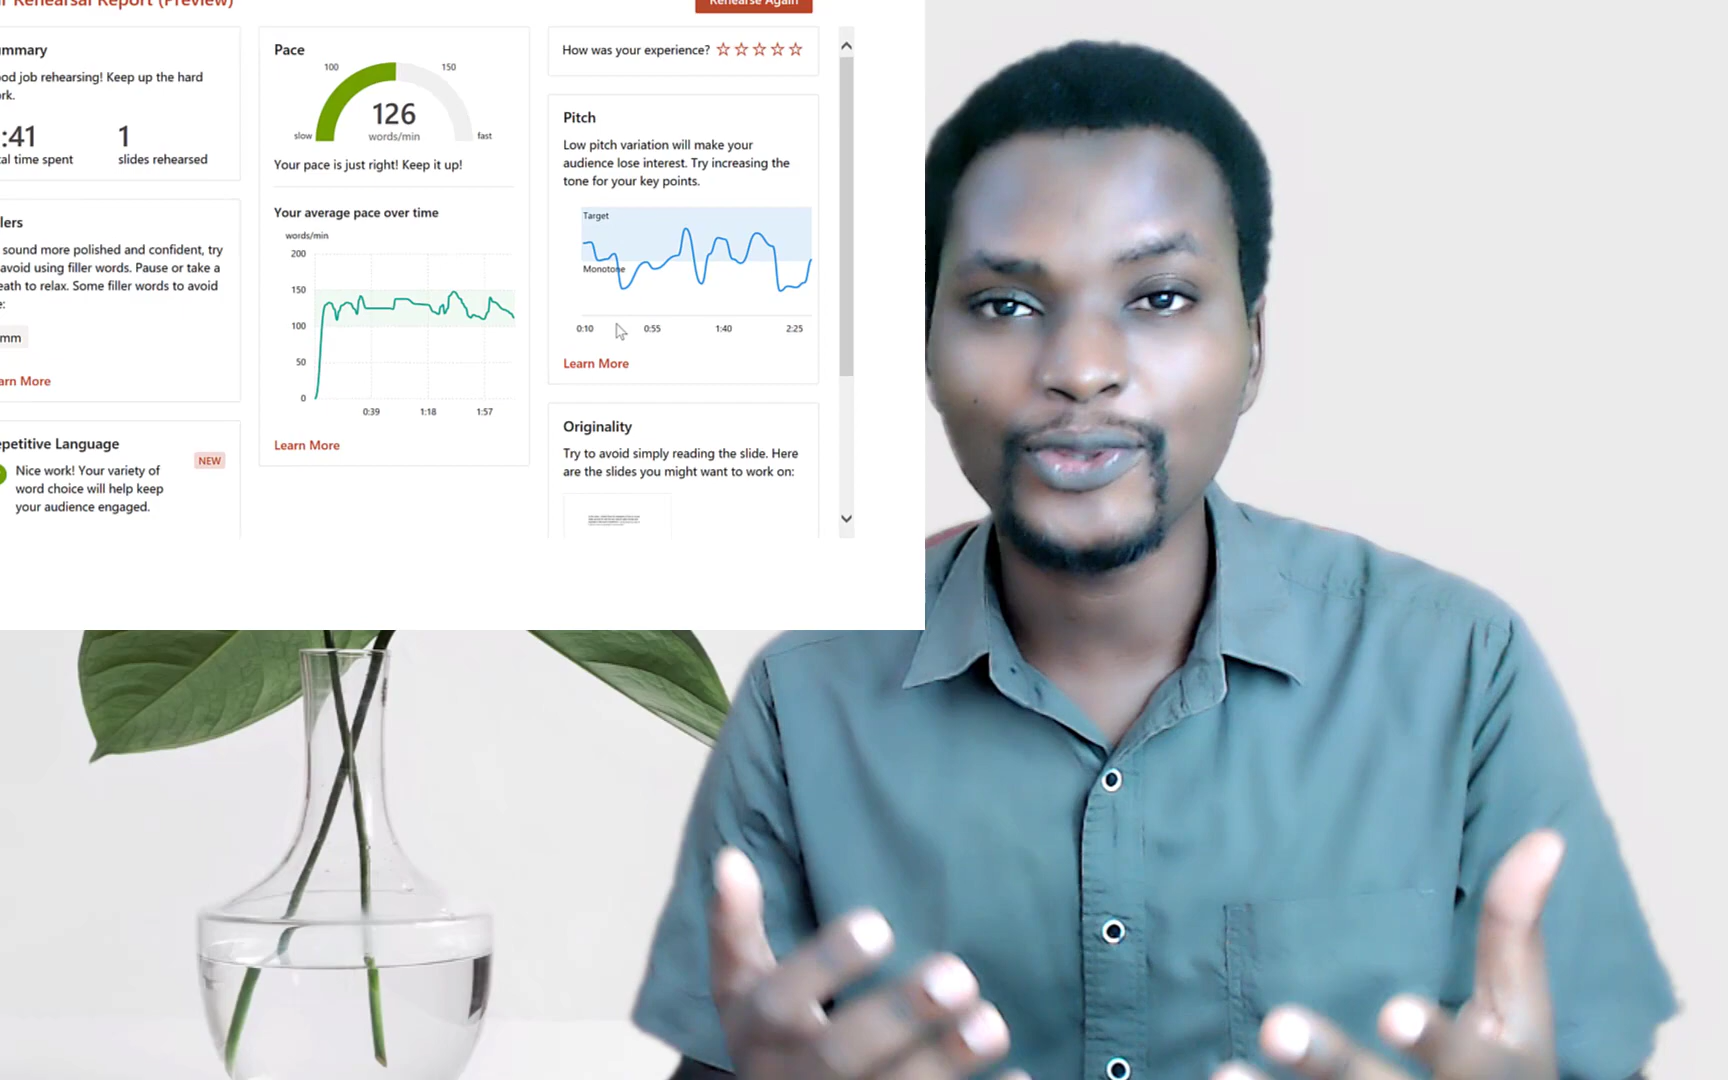 Rehearsal Report (Preview)
Rehearse Again
mmary
od job rehearsing! Keep up the hard
rk.
:41
al time spent
1
slides rehearsed
lers
sound more polished and confident, try
avoid using filler words. Pause or take a
eath to relax. Some filler words to avoid
e:
mm
arn More
epetitive Language
NEW
Nice work! Your variety of
word choice will help keep
your audience engaged.
Pace
100
150
126
slow
words/min
fast
Your pace is just right! Keep it up!
Your average pace over time
words/min
200
150
100
50
0
0:39
1:18
1:57
Learn More
How was your experience?
Pitch
Low pitch variation will make your
audience lose interest. Try increasing the
tone for your key points.
Target
Monotone
0:10
0:55
1:40
2:25
Learn More
Originality
Try to avoid simply reading the slide. Here
are the slides you might want to work on: